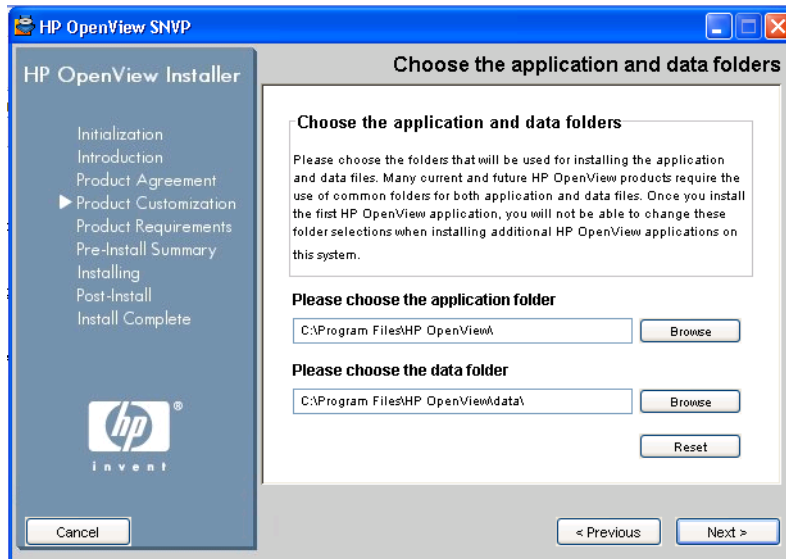 HP OpenView SNVP
HP OpenView Installer
Initialization
Introduction
Product Agreement
Product Customization
Product Requirements
Pre-Install Summary
Installing
Post-Install
Install Complete
hp
®
invent
Cancel
Choose the application and data folders
Choose the application and data folders
Please choose the folders that will be used for installing the application
and data files. Many current and future HP OpenView products require the
use of common folders for both application and data files. Once you install
the first HP OpenView application, you will not be able to change these
folder selections when installing additional HP OpenView applications on
this system.
Please choose the application folder
C:\Program Files\HP OpenView\
Browse
Please choose the data folder
C:\Program Files\HP OpenView\data\
Browse
Reset
< Previous
Next >